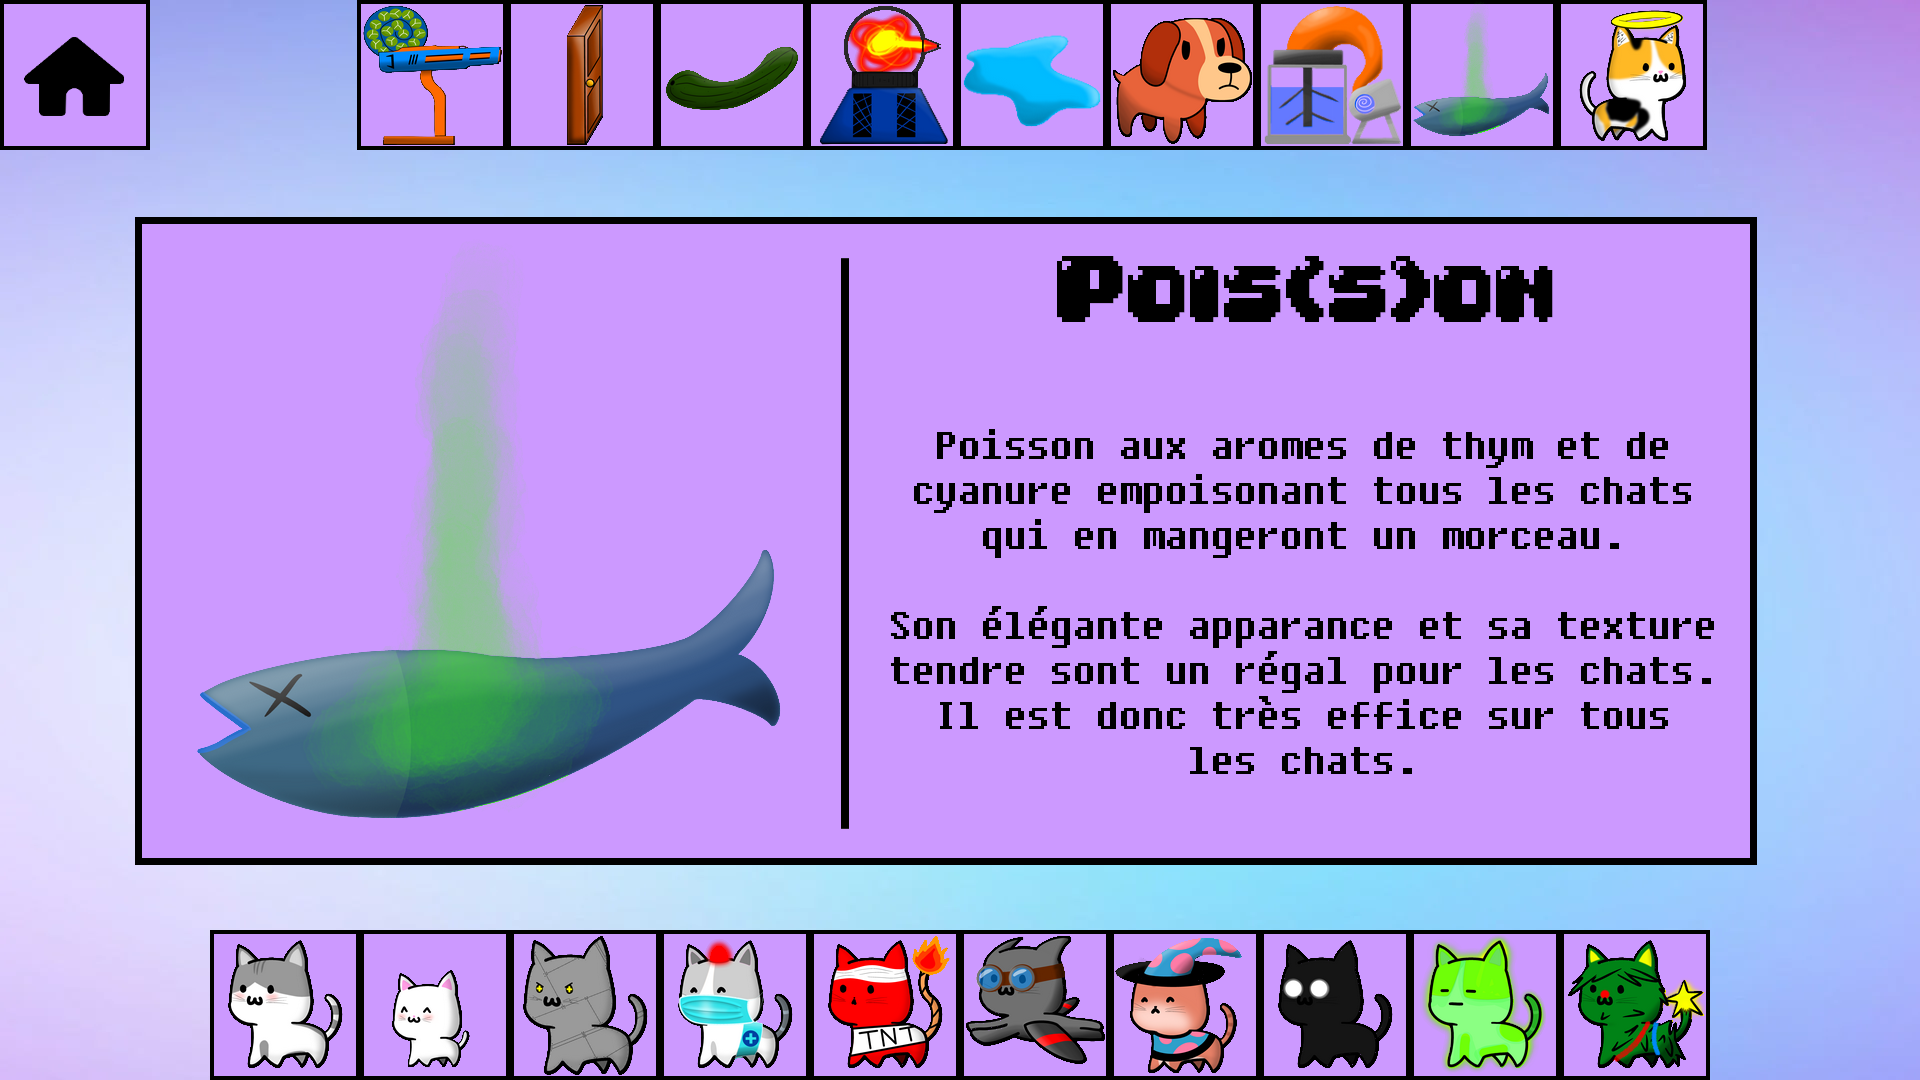 Pois(s)on
Poisson aux aromes de thym et de
cyanure empoisonant tous les chats
qui en mangeront un morceau.
Son élégante apparance et sa texture
tendre sont un régal pour les chats.
Il est donc très effice sur tous
les chats.
TNT